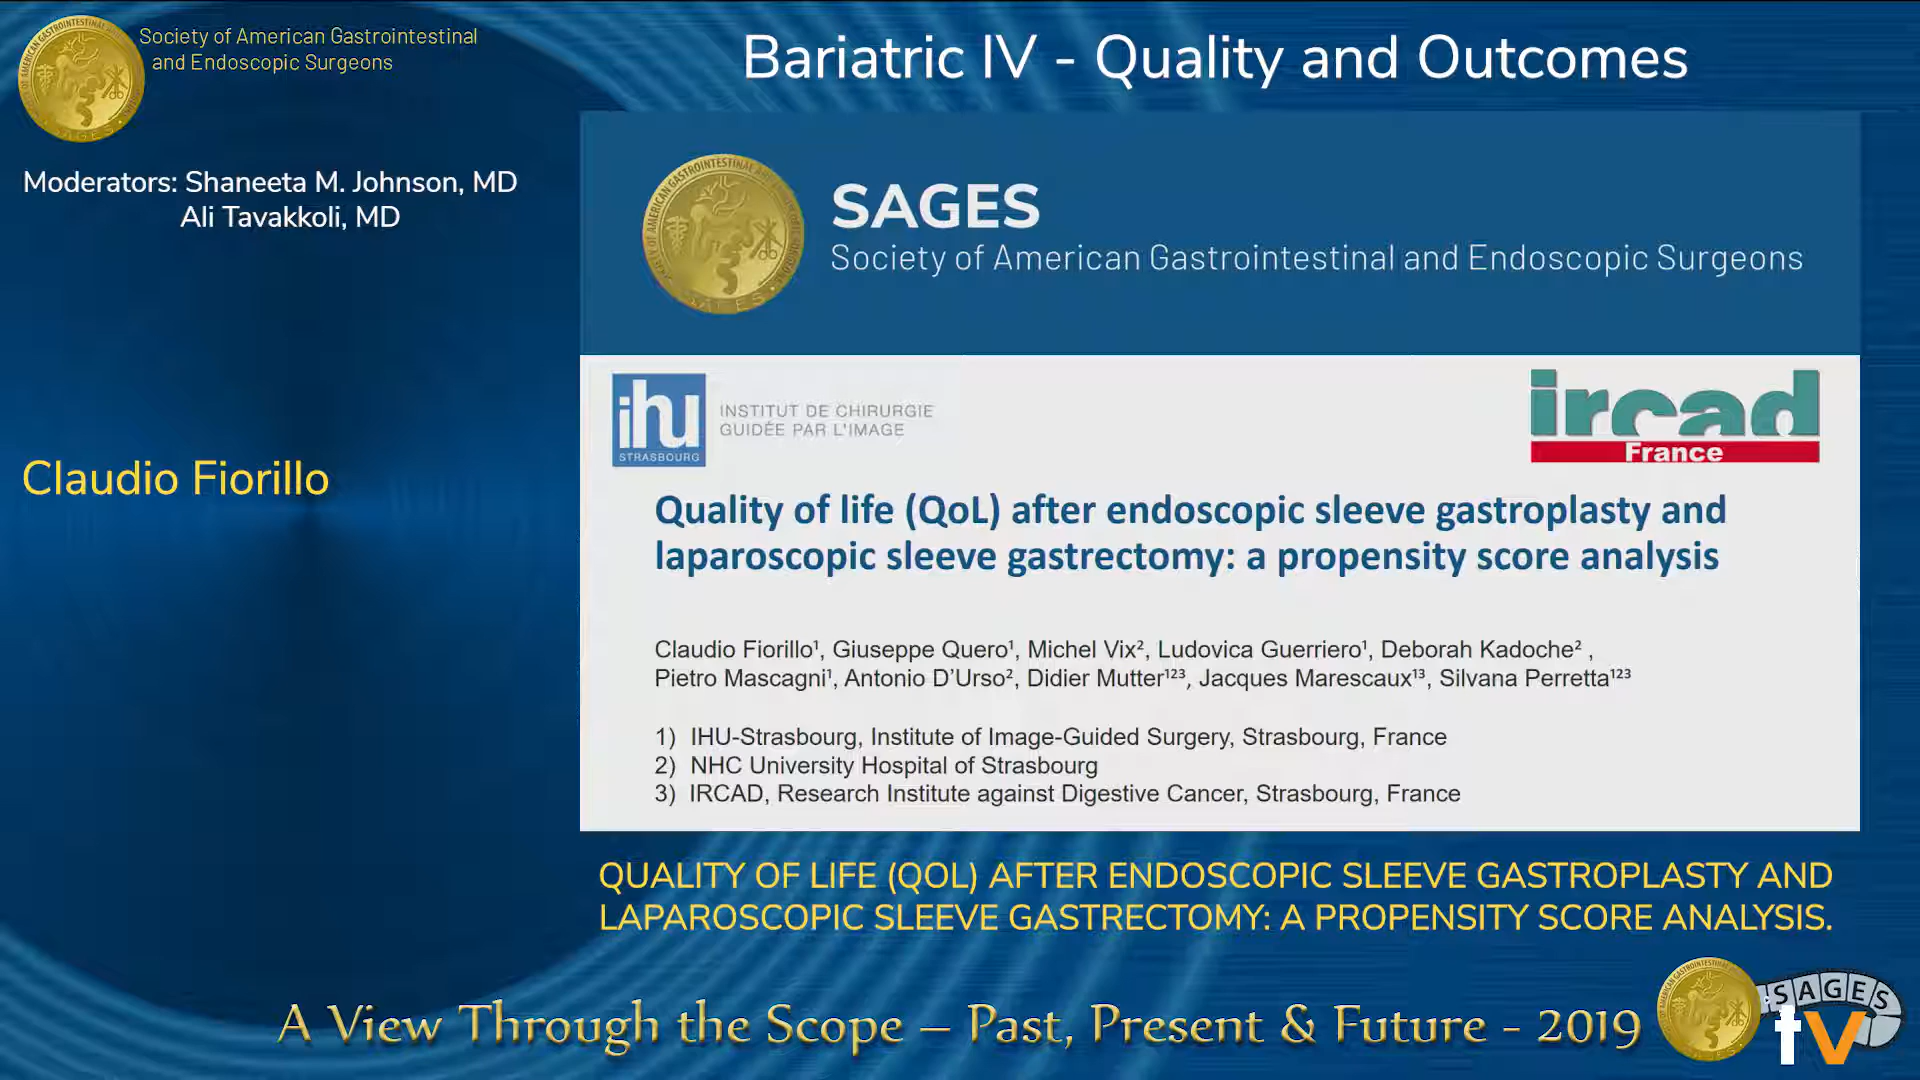 Society of American Gastrointestinal
and Endoscopic Surgeons
Bariatric IV - Quality and Outcomes
Moderators: Shaneeta M. Johnson, MD
Ali Tavakkoli, MD
Claudio Fiorillo
SAGES
Society of American Gastrointestinal and Endoscopic Surgeons
ihu
STRASBOURG
INSTITUT DE CHIRURGIE
GUIDÉE PAR L'IMAGE
ircad
France
Quality of life (QoL) after endoscopic sleeve gastroplasty and
laparoscopic sleeve gastrectomy: a propensity score analysis
Claudio Fiorillo¹, Giuseppe Quero¹, Michel Vix², Ludovica Guerriero¹, Deborah Kadoche² ,
Pietro Mascagni¹, Antonio D'Urso², Didier Mutter¹²³, Jacques Marescaux¹³, Silvana Perretta¹²³
1) IHU-Strasbourg, Institute of Image-Guided Surgery, Strasbourg, France
2) NHC University Hospital of Strasbourg
3) IRCAD, Research Institute against Digestive Cancer, Strasbourg, France
QUALITY OF LIFE (QOL) AFTER ENDOSCOPIC SLEEVE GASTROPLASTY AND
LAPAROSCOPIC SLEEVE GASTRECTOMY: A PROPENSITY SCORE ANALYSIS.
A View Through the Scope – Past, Present & Future - 2019
SAGES
tv